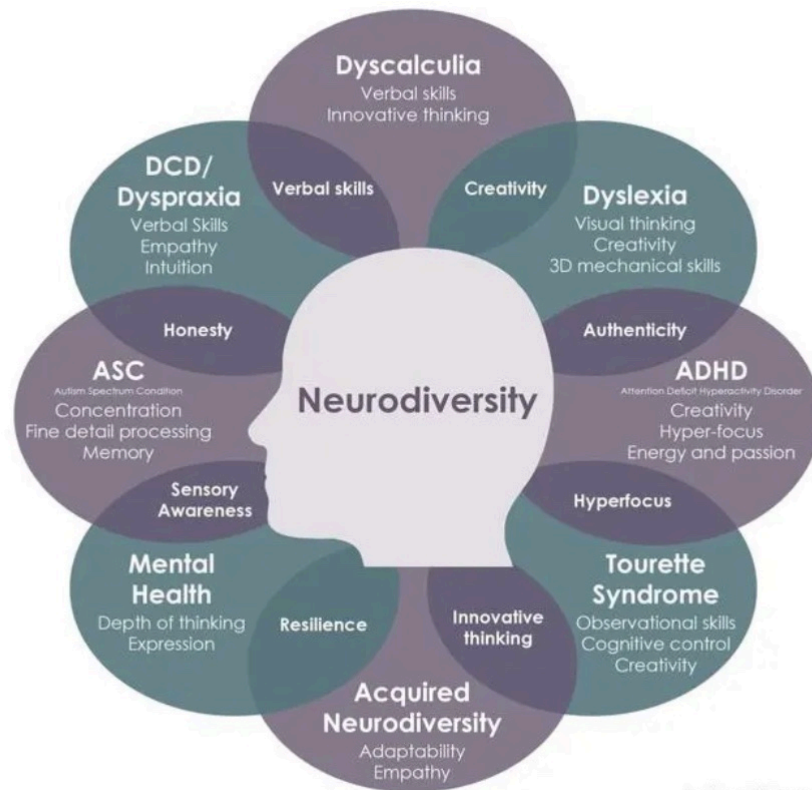 Dyscalculia
Verbal skills
Innovative thinking
Verbal skills
Creativity
DCD/
Dyspraxia
Verbal Skills
Empathy
Intuition
Dyslexia
Visual thinking
Creativity
3D mechanical skills
Honesty
Authenticity
ASC
Autism Spectrum Condition
Concentration
Fine detail processing
Memory
Neurodiversity
ADHD
Attention Deficit Hyperactivity Disorder
Creativity
Hyper-focus
Energy and passion
Sensory
Awareness
Hyperfocus
Mental
Health
Depth of thinking
Expression
Resilience
Innovative
thinking
Tourette
Syndrome
Observational skills
Cognitive control
Creativity
Acquired
Neurodiversity
Adaptability
Empathy